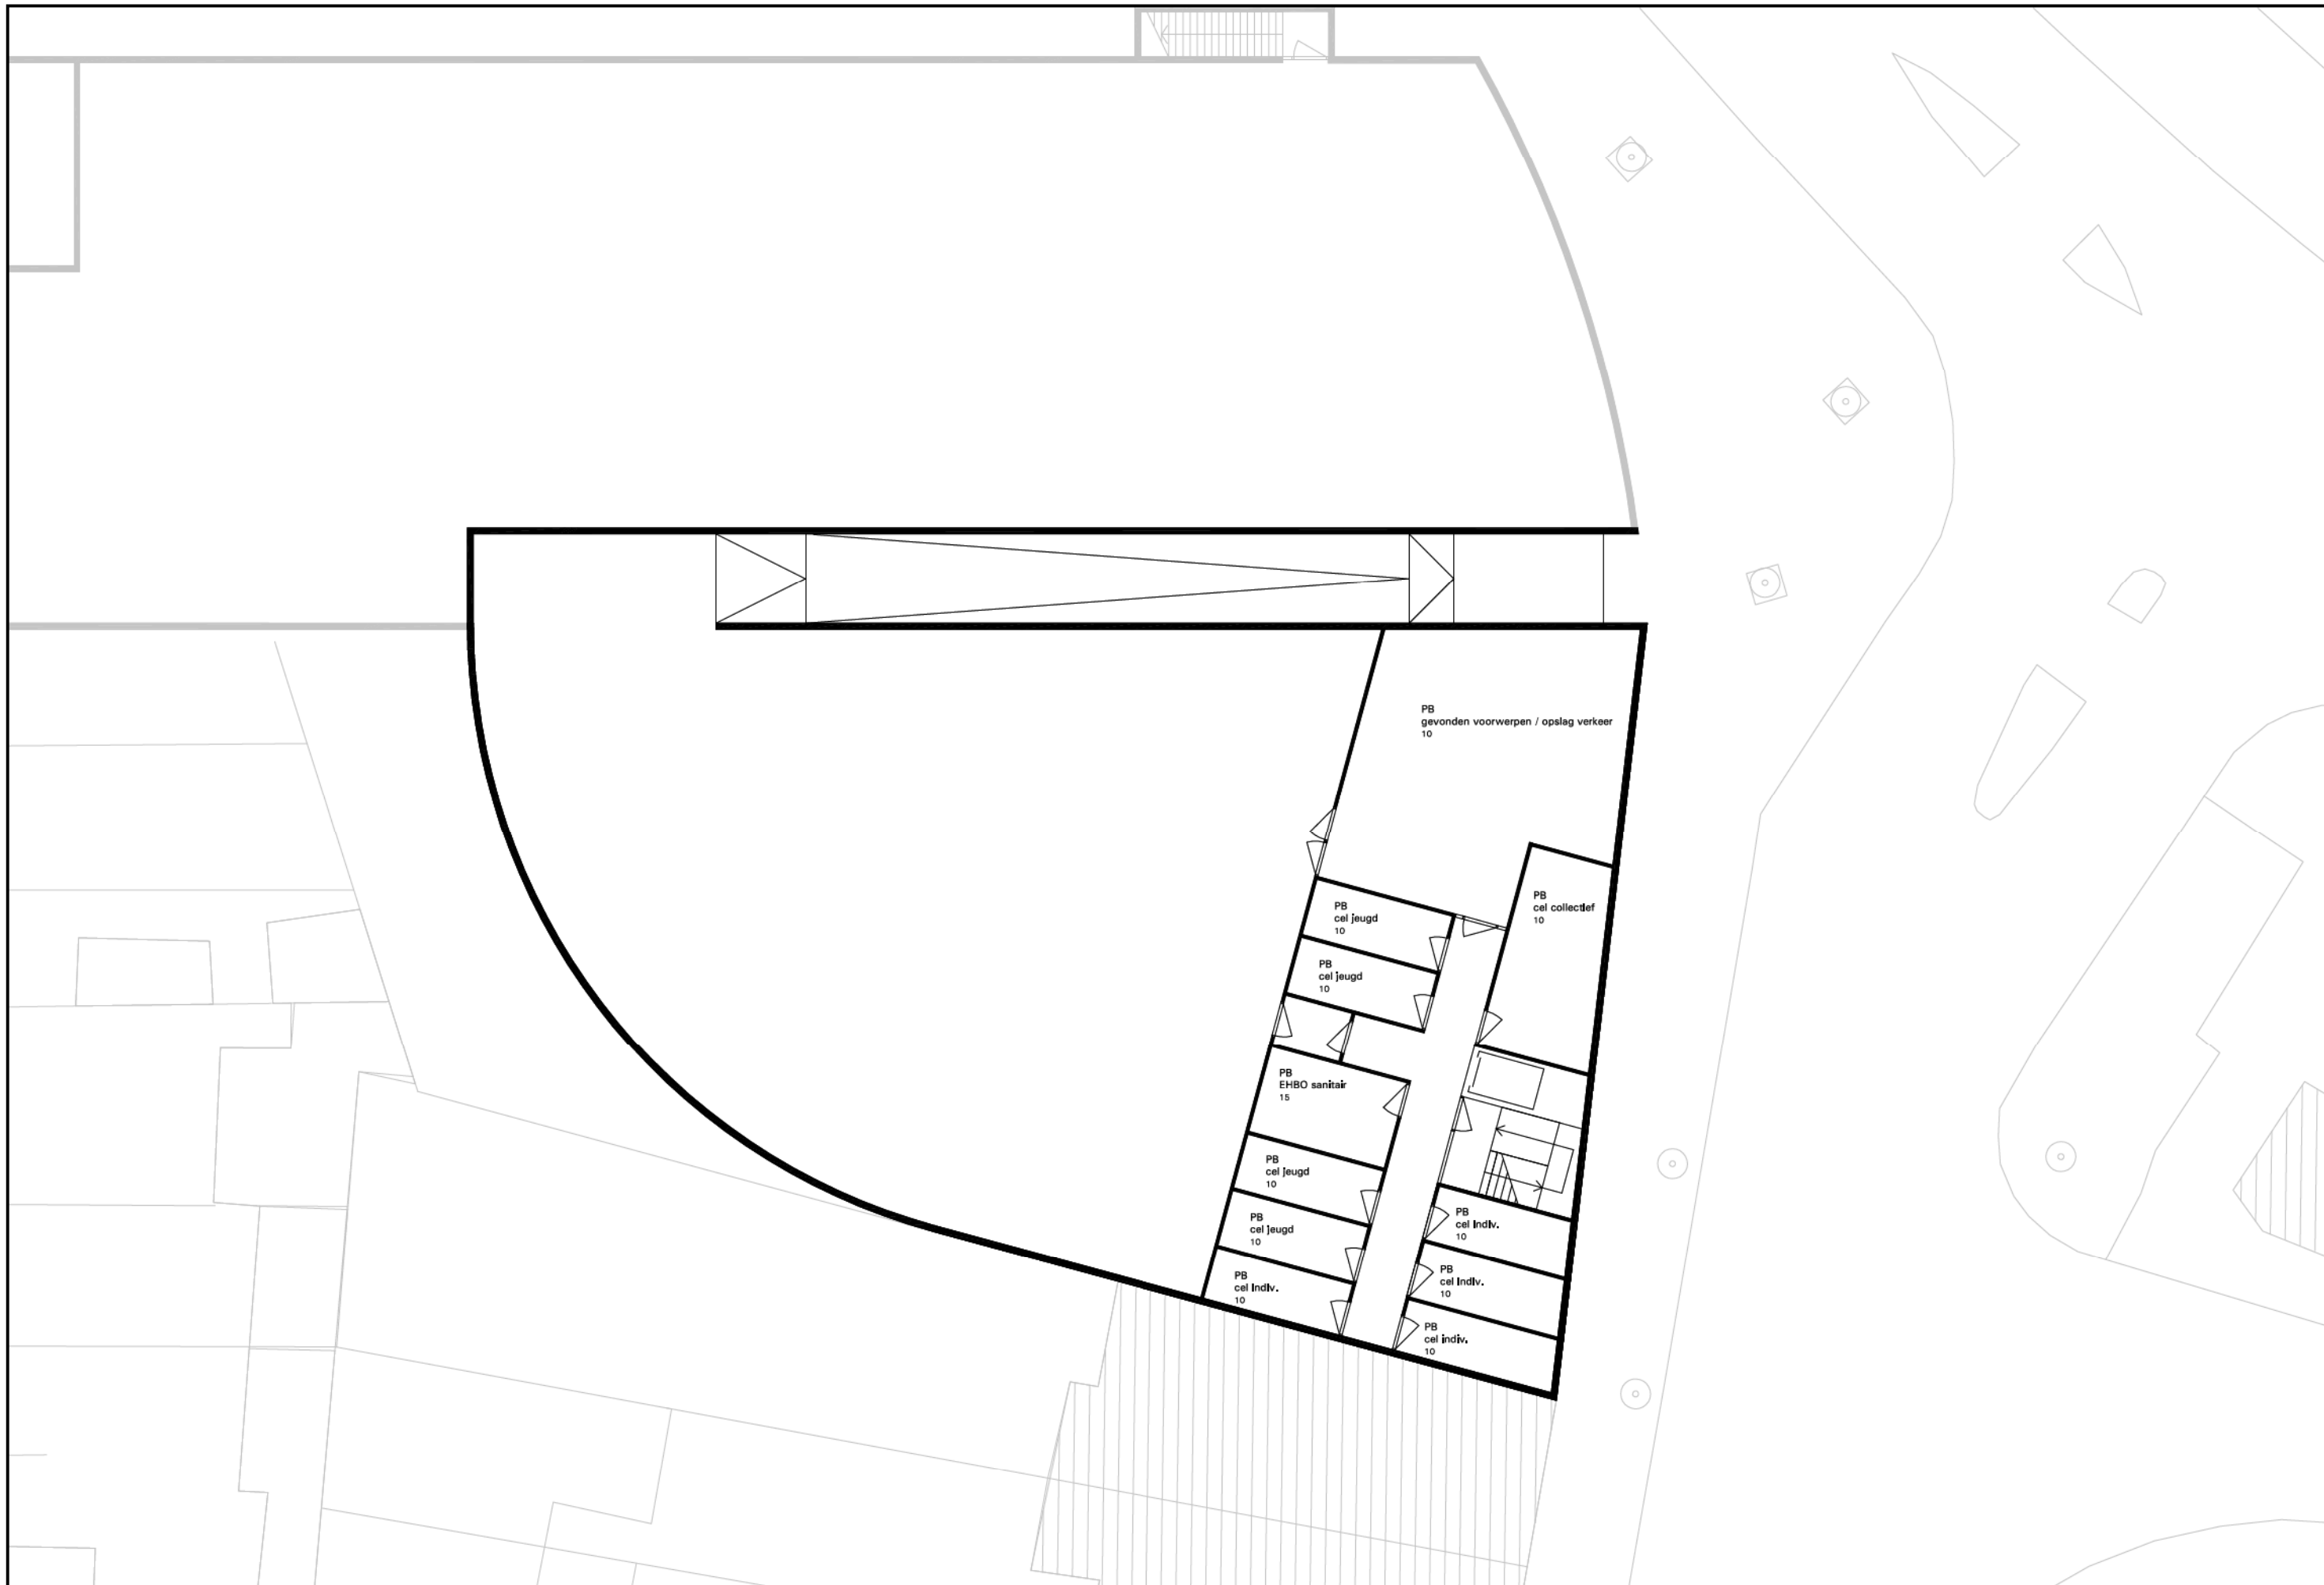 PB
gevonden voorwerpen / opslag verkeer
10
PB
cel collectief
10
PB
cel jeugd
10
PB
cel jeugd
10
PB
EHBO sanitair
15
PB
cel jeugd
10
PB
cel jeugd
10
PB
cel indiv.
10
PB
cel indiv.
10
PB
cel indiv.
10
PB
cel indiv.
10